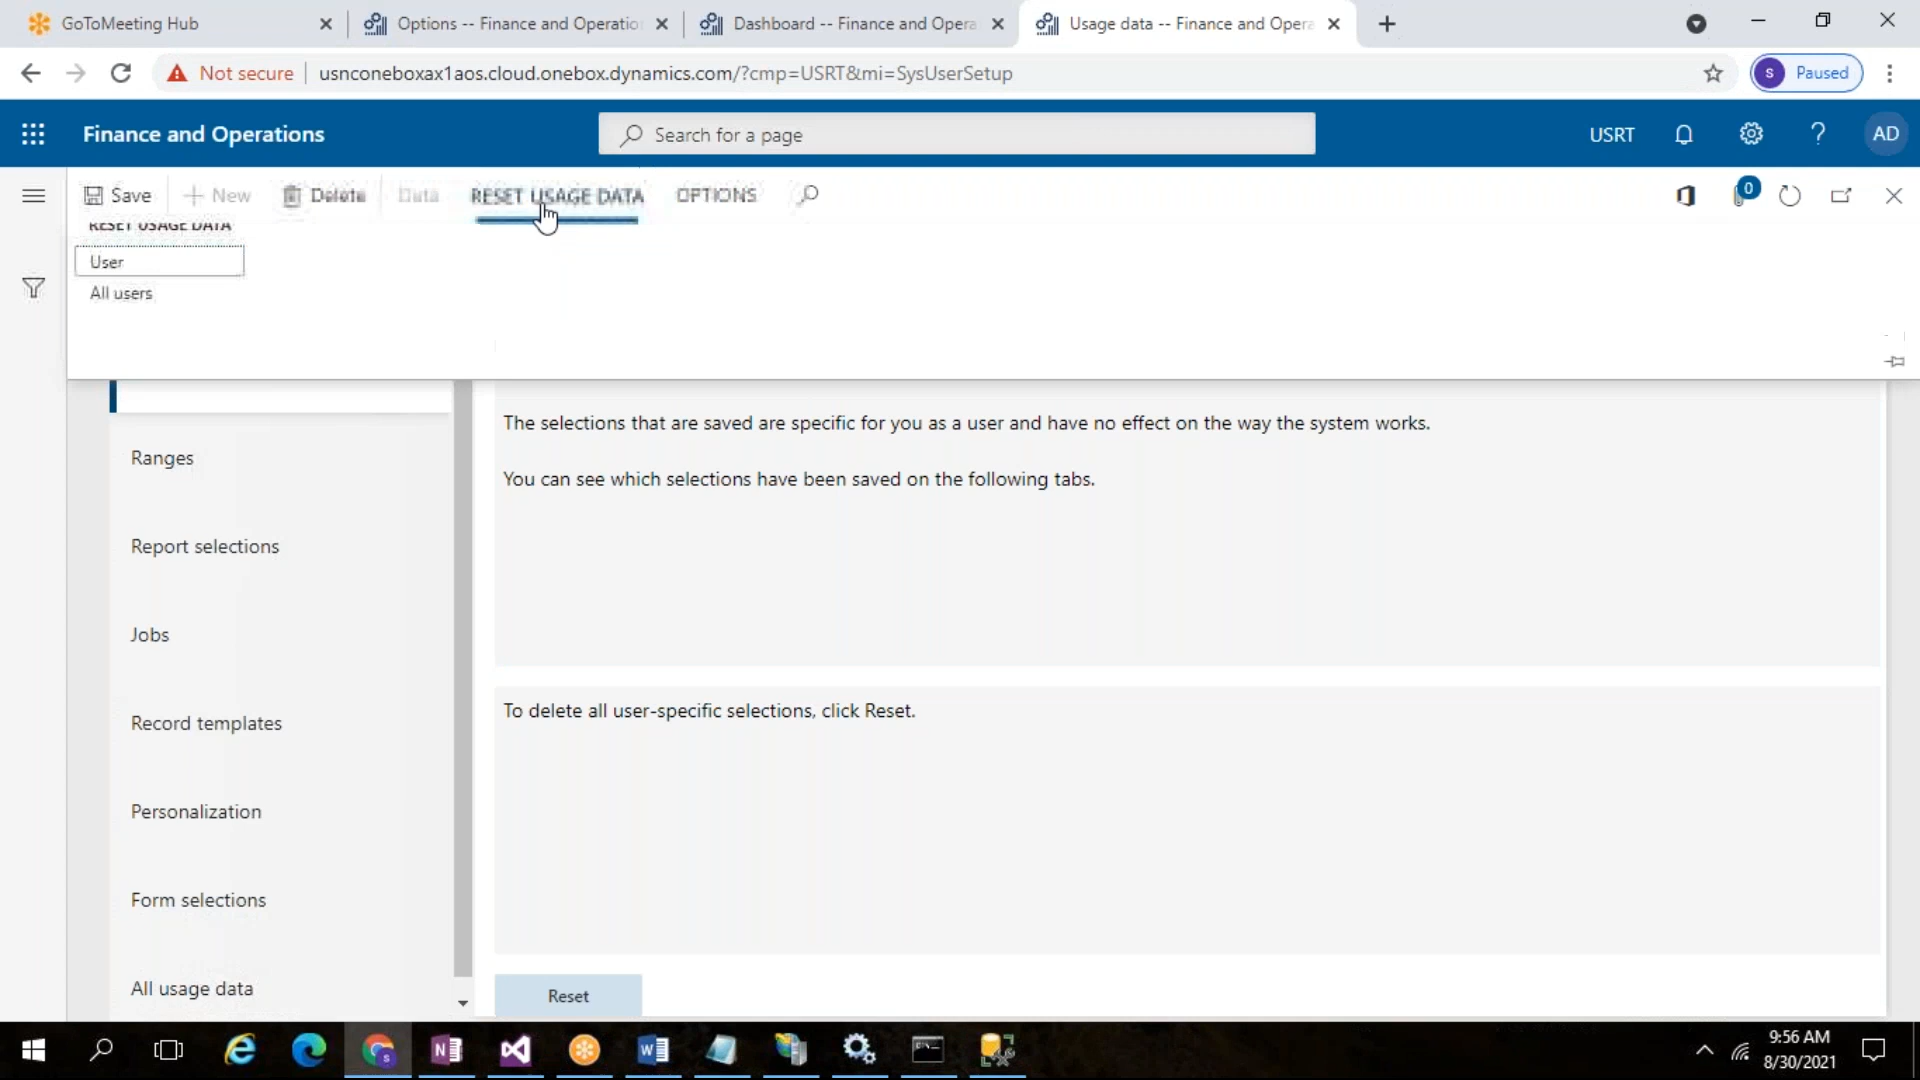 GoToMeeting Hub
Options -- Finance and Operatio
Dashboard -- Finance and Opera
Usage data -- Finance and Opera
Not secure
usnconeboxax1aos.cloud.onebox.dynamics.com/?cmp=USRT&mi=SysUserSetup
S
Paused
Finance and Operations
Search for a page
USRT
?
AD
Save
New
Delete
Data
RESET USAGE DATA
OPTIONS
0
RESET USAGE DATA
User
All users
The selections that are saved are specific for you as a user and have no effect on the way the system works.
Ranges
You can see which selections have been saved on the following tabs.
Report selections
Jobs
To delete all user-specific selections, click Reset.
Record templates
Personalization
Form selections
All usage data
Reset
9:56 AM
8/30/2021